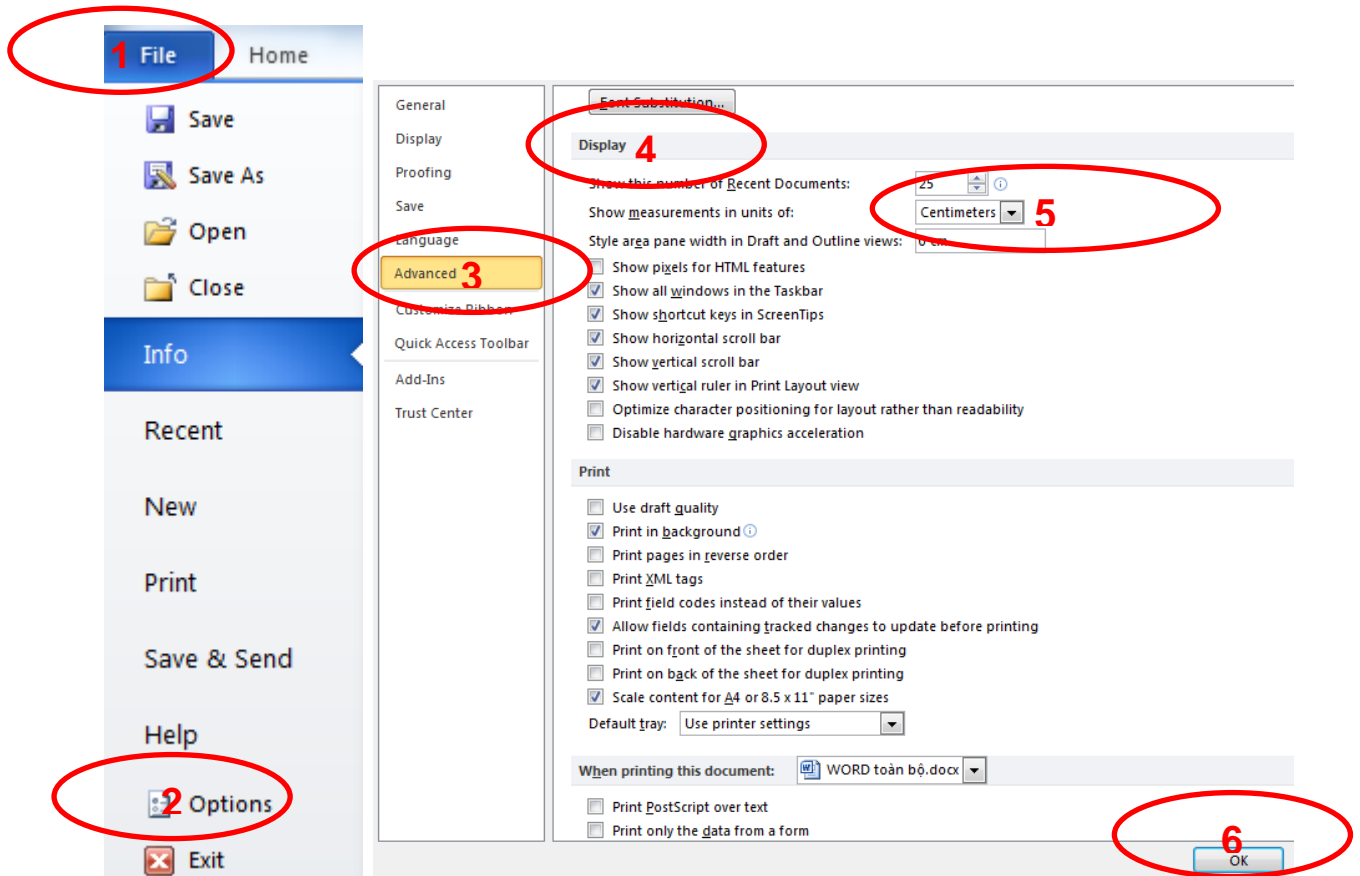 1 File Home
Save
Save As
Open
Close
Info
Recent
New
Print
Save & Send
Help
2 Options
Exit
General
Display
Proofing
Save
Language
Advanced 3
Customize Ribbon
Quick Access Toolbar
Add-Ins
Trust Center
Font Substitution...
Display 4
Show this number of Recent Documents: 25
Show measurements in units of: Centimeters 5
Style area pane width in Draft and Outline views: 0 cm
Show pixels for HTML features
Show all windows in the Taskbar
Show shortcut keys in ScreenTips
Show horizontal scroll bar
Show vertical scroll bar
Show vertical ruler in Print Layout view
Optimize character positioning for layout rather than readability
Disable hardware graphics acceleration
Print
Use draft quality
Print in background
Print pages in reverse order
Print XML tags
Print field codes instead of their values
Allow fields containing tracked changes to update before printing
Print on front of the sheet for duplex printing
Print on back of the sheet for duplex printing
Scale content for A4 or 8.5 x 11" paper sizes
Default tray: Use printer settings
When printing this document: WORD toàn bộ.docx
Print PostScript over text
Print only the data from a form
6
OK